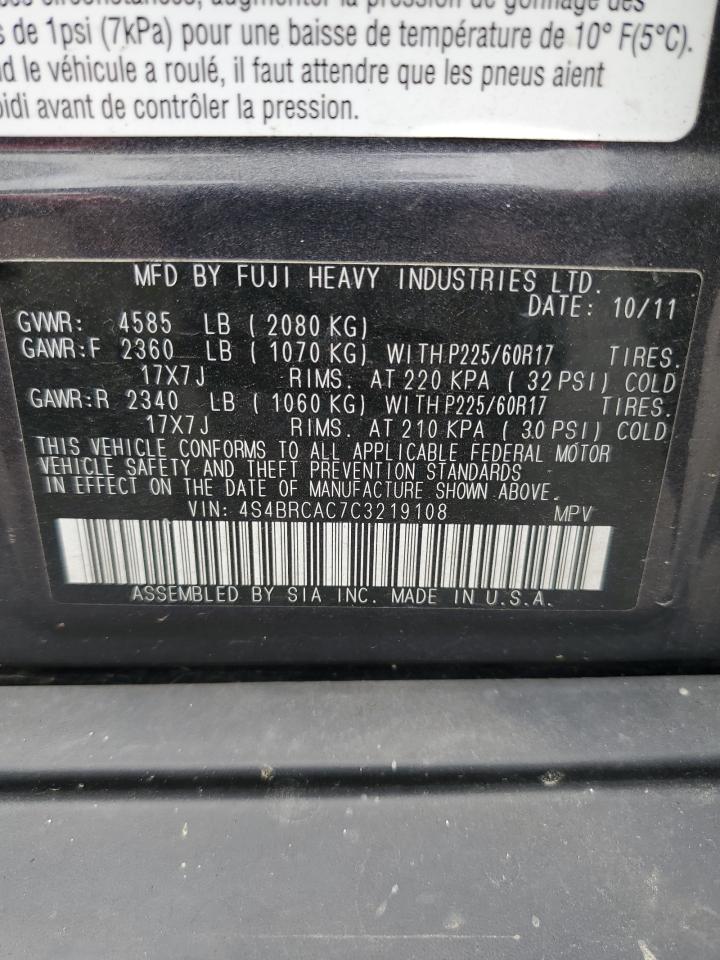 de 1psi (7kPa) pour une baisse de température de 10° F(5°C).
le véhicule a roulé, il faut attendre que les pneus aient
avant de contrôler la pression.
MFD BY FUJI HEAVY INDUSTRIES LTD.
DATE: 10/11
GVWR: 4585 LB ( 2080 KG)
GAWR:F 2360 LB ( 1070 KG) WITH P225/60R17 TIRES.
17X7J RIMS. AT 220 KPA ( 32 PSI) COLD
GAWR:R 2340 LB ( 1060 KG) WITH P225/60R17 TIRES.
17X7J RIMS. AT 210 KPA ( 30 PSI) COLD
THIS VEHICLE CONFORMS TO ALL APPLICABLE FEDERAL MOTOR
VEHICLE SAFETY AND THEFT PREVENTION STANDARDS
IN EFFECT ON THE DATE OF MANUFACTURE SHOWN ABOVE.
VIN: 4S4BRCAC7C3219108 MPV
ASSEMBLED BY SIA INC. MADE IN U.S.A.